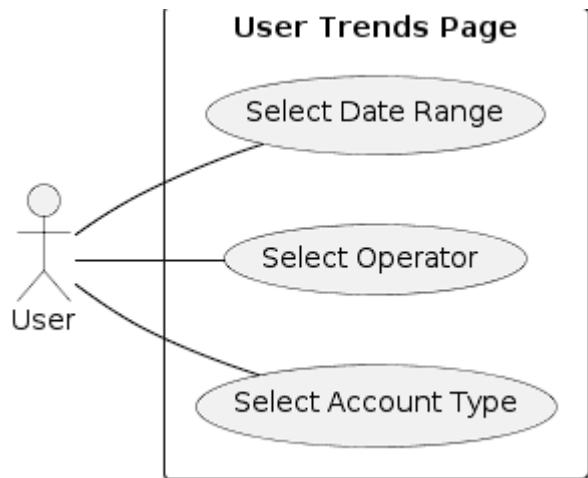 User Trends Page
Select Date Range
Select Operator
User
Select Account Type